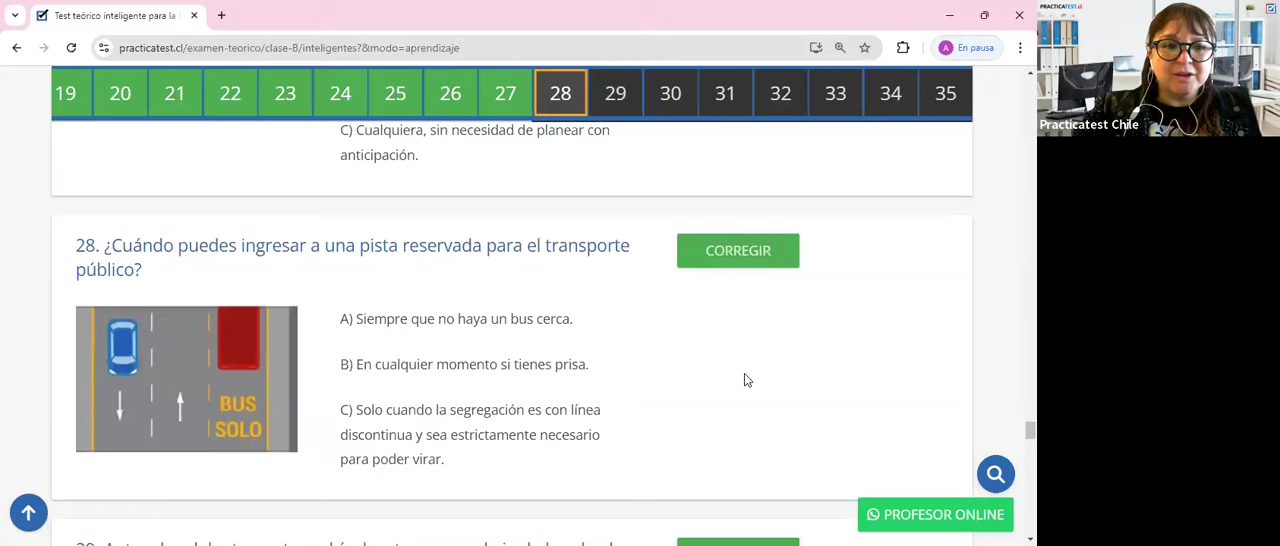 Test teórico inteligente para la
practicatest.cl/examen-teorico/clase-B/inteligentes?&modo=aprendizaje
A
En pausa
PRACTICATEST.cl
Practicatest Chile
19 20 21 22 23 24 25 26 27 28 29 30 31 32 33 34 35
C) Cualquiera, sin necesidad de planear con
anticipación.
28. ¿Cuándo puedes ingresar a una pista reservada para el transporte
público?
CORREGIR
A) Siempre que no haya un bus cerca.
B) En cualquier momento si tienes prisa.
C) Solo cuando la segregación es con línea
discontinua y sea estrictamente necesario
para poder virar.
BUS
SOLO
PROFESOR ONLINE